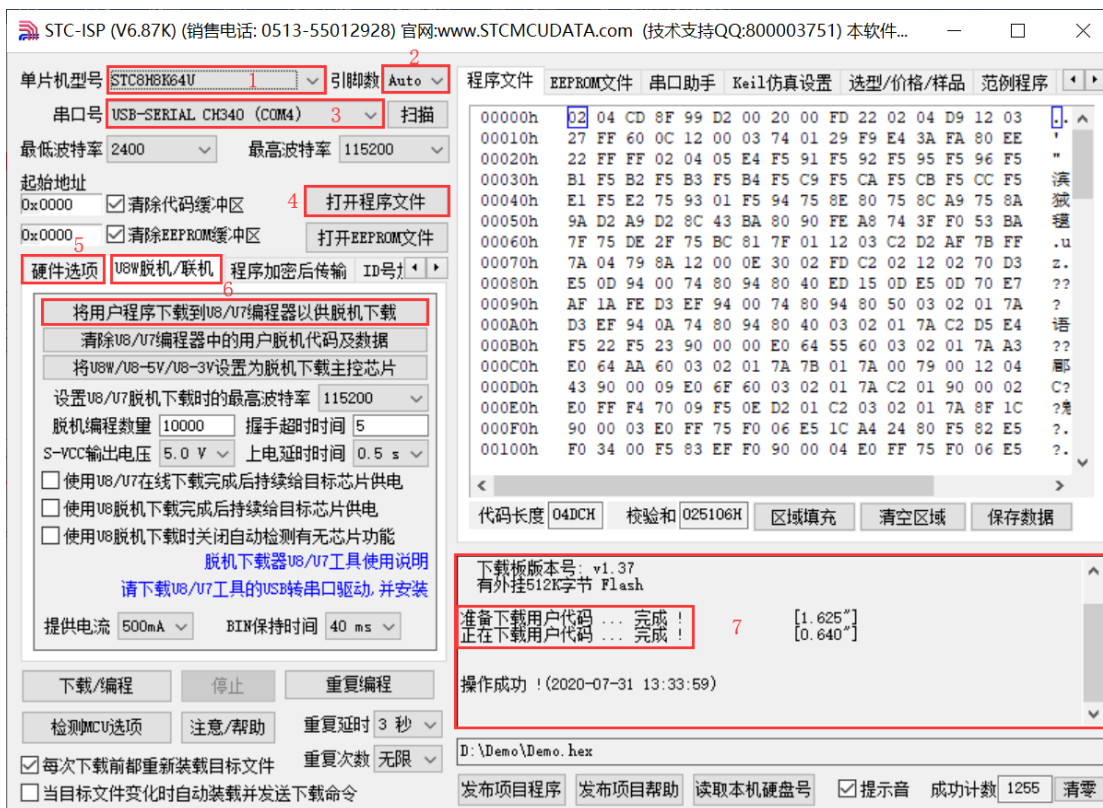 STC-ISP (V6.87K) (销售电话: 0513-55012928) 官网:www.STCMCUDATA.com (技术支持QQ:800003751) 本软件...
单片机型号 STC8H8K64U 1 引脚数 Auto 2
串口号 USB-SERIAL CH340 (COM4) 3 扫描
最低波特率 2400 最高波特率 115200
起始地址
0x0000 清除代码缓冲区 4 打开程序文件
0x0000 清除EEPROM缓冲区 打开EEPROM文件
5
硬件选项 U8W脱机/联机 程序加密后传输 ID号
6
将用户程序下载到U8/U7编程器以供脱机下载
清除U8/U7编程器中的用户脱机代码及数据
将U8W/U8-5V/U8-3V设置为脱机下载主控芯片
设置U8/U7脱机下载时的最高波特率 115200
脱机编程数量 10000 握手超时时间 5
S-VCC输出电压 5.0 V 上电延时时间 0.5 s
使用U8/U7在线下载完成后持续给目标芯片供电
使用U8脱机下载完成后持续给目标芯片供电
使用U8脱机下载时关闭自动检测有无芯片功能
脱机下载器U8/U7工具使用说明
请下载U8/U7工具的USB转串口驱动,并安装
提供电流 500mA BIN保持时间 40 ms
下载/编程 停止 重复编程
检测MCU选项 注意/帮助 重复延时 3 秒
每次下载前都重新装载目标文件 重复次数 无限
当目标文件变化时自动装载并发送下载命令
程序文件 EEPROM文件 串口助手 Keil仿真设置 选型/价格/样品 范例程序
00000h 02 04 CD 8F 99 D2 00 20 00 FD 22 02 04 D9 12 03 ..
00010h 27 FF 60 0C 12 00 03 74 01 29 F9 E4 3A FA 80 EE '
00020h 22 FF FF 02 04 05 E4 F5 91 F5 92 F5 95 F5 96 F5 "
00030h B1 F5 B2 F5 B3 F5 B4 F5 C9 F5 CA F5 CB F5 CC F5
00040h E1 F5 E2 75 93 01 F5 94 75 8E 80 75 8C A9 75 8A
00050h 9A D2 A9 D2 8C 43 BA 80 90 FE A8 74 3F F0 53 BA
00060h 7F 75 DE 2F 75 BC 81 7F 01 12 03 C2 D2 AF 7B FF .u
00070h 7A 04 79 8A 12 00 0E 30 02 FD C2 02 12 02 70 D3 z.
00080h E5 0D 94 00 74 80 94 80 40 ED 15 0D E5 0D 70 E7 ??
00090h AF 1A FE D3 EF 94 00 74 80 94 80 50 03 02 01 7A ?
000A0h D3 EF 94 0A 74 80 94 80 40 03 02 01 7A C2 D5 E4 语
000B0h F5 22 F5 23 90 00 00 E0 64 55 60 03 02 01 7A A3 ??
000C0h E0 64 AA 60 03 02 01 7A 7B 01 7A 00 79 00 12 04 郿
000D0h 43 90 00 09 E0 6F 60 03 02 01 7A C2 01 90 00 02 C?
000E0h E0 FF F4 70 09 F5 0E D2 01 C2 03 02 01 7A 8F 1C
000F0h 90 00 03 E0 FF 75 F0 06 E5 1C A4 24 80 F5 82 E5 ?.
00100h F0 34 00 F5 83 EF F0 90 00 04 E0 FF 75 F0 06 E5 ?.
代码长度 04DCH 校验和 025106H 区域填充 清空区域 保存数据
下载板版本号: v1.37
有外挂512K字节 Flash
准备下载用户代码 ... 完成 ! [1.625"]
正在下载用户代码 ... 完成 ! 7 [0.640"]
操作成功 !(2020-07-31 13:33:59)
D:\Demo\Demo.hex
发布项目程序 发布项目帮助 读取本机硬盘号 提示音 成功计数 1255 清零